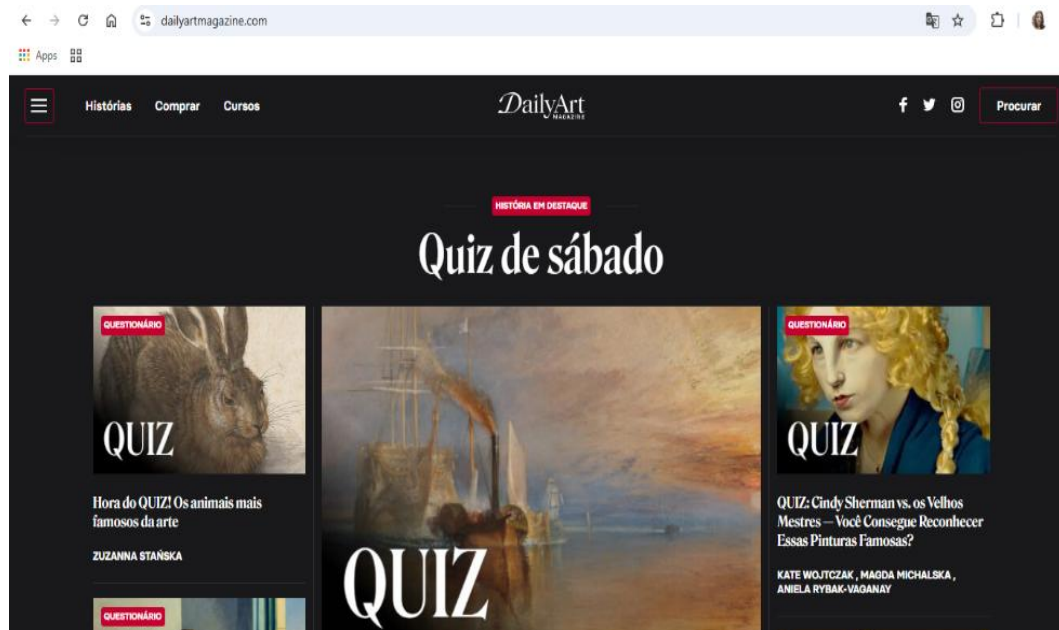 dailyartmagazine.com
Apps
Histórias Comprar Cursos
DailyArt
MAGAZINE
Procurar
HISTÓRIA EM DESTAQUE
Quiz de sábado
QUESTIONÁRIO
QUIZ
Hora do QUIZ! Os animais mais
famosos da arte
ZUZANNA STAŃSKA
QUESTIONÁRIO
QUIZ
QUESTIONÁRIO
QUIZ
QUIZ: Cindy Sherman vs. os Velhos
Mestres — Você Consegue Reconhecer
Essas Pinturas Famosas?
KATE WOJTCZAK , MAGDA MICHALSKA ,
ANIELA RYBAK-VAGANAY